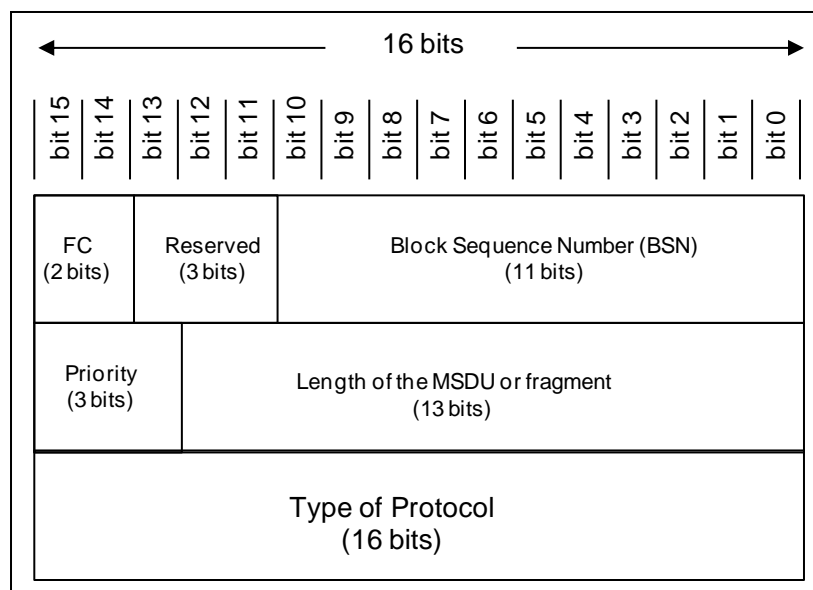 16 bits
bit 15
bit 14
bit 13
bit 12
bit 11
bit 10
bit 9
bit 8
bit 7
bit 6
bit 5
bit 4
bit 3
bit 2
bit 1
bit 0
FC
(2 bits)
Reserved
(3 bits)
Block Sequence Number (BSN)
(11 bits)
Priority
(3 bits)
Length of the MSDU or fragment
(13 bits)
Type of Protocol
(16 bits)